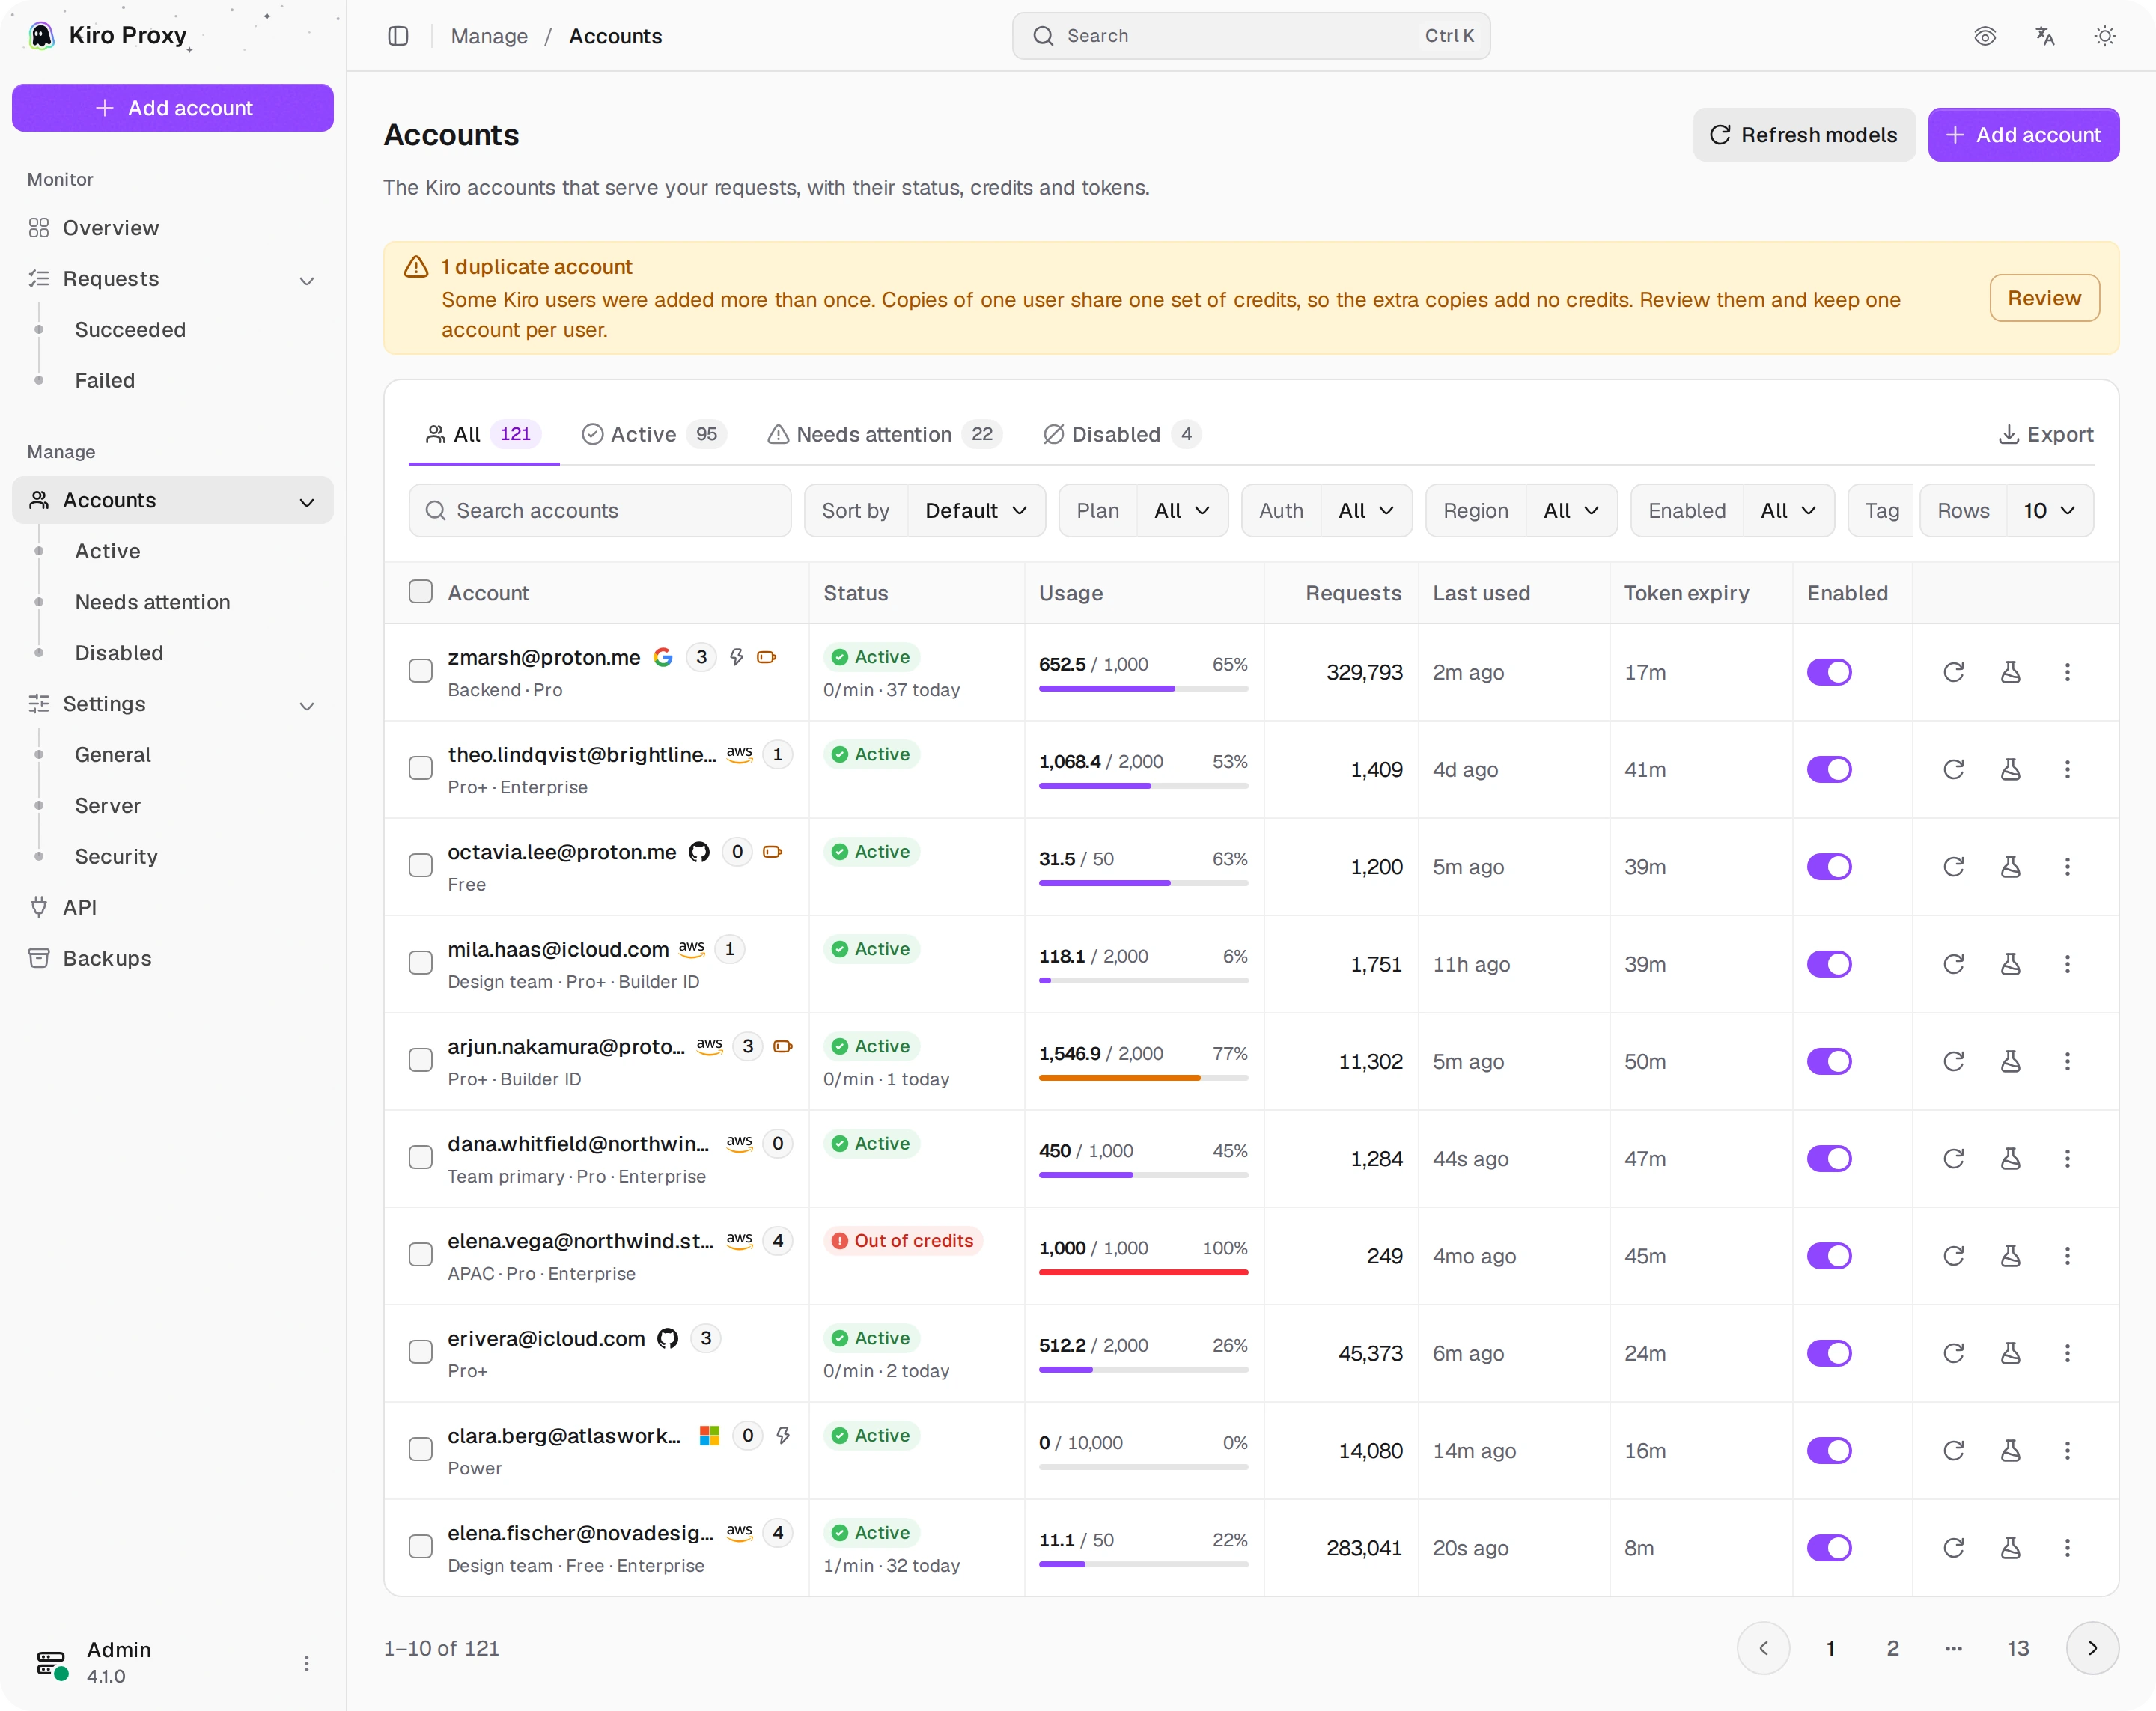 Kiro Proxy
Add account
Monitor
Overview
Requests
Succeeded
Failed
Manage
Accounts
Active
Needs attention
Disabled
Settings
General
Server
Security
API
Backups
Admin
4.1.0
Manage / Accounts
Search Ctrl K
Accounts
Refresh models
Add account
The Kiro accounts that serve your requests, with their status, credits and tokens.
1 duplicate account
Some Kiro users were added more than once. Copies of one user share one set of credits, so the extra copies add no credits. Review them and keep one
account per user.
Review
All 121 Active 95 Needs attention 22 Disabled 4 Export
Search accounts Sort by Default Plan All Auth All Region All Enabled All Tag Rows 10
Account Status Usage Requests Last used Token expiry Enabled
zmarsh@proton.me 3 Active 652.5 / 1,000 65% 329,793 2m ago 17m
Backend · Pro 0/min · 37 today
theo.lindqvist@brightline... aws 1 Active 1,068.4 / 2,000 53% 1,409 4d ago 41m
Pro+ · Enterprise
octavia.lee@proton.me 0 Active 31.5 / 50 63% 1,200 5m ago 39m
Free
mila.haas@icloud.com aws 1 Active 118.1 / 2,000 6% 1,751 11h ago 39m
Design team · Pro+ · Builder ID
arjun.nakamura@proto... aws 3 Active 1,546.9 / 2,000 77% 11,302 5m ago 50m
Pro+ · Builder ID 0/min · 1 today
dana.whitfield@northwin... aws 0 Active 450 / 1,000 45% 1,284 44s ago 47m
Team primary · Pro · Enterprise
elena.vega@northwind.st... aws 4 Out of credits 1,000 / 1,000 100% 249 4mo ago 45m
APAC · Pro · Enterprise
erivera@icloud.com 3 Active 512.2 / 2,000 26% 45,373 6m ago 24m
Pro+ 0/min · 2 today
clara.berg@atlaswork... 0 Active 0 / 10,000 0% 14,080 14m ago 16m
Power
elena.fischer@novadesig... aws 4 Active 11.1 / 50 22% 283,041 20s ago 8m
Design team · Free · Enterprise 1/min · 32 today
1–10 of 121 1 2 ... 13